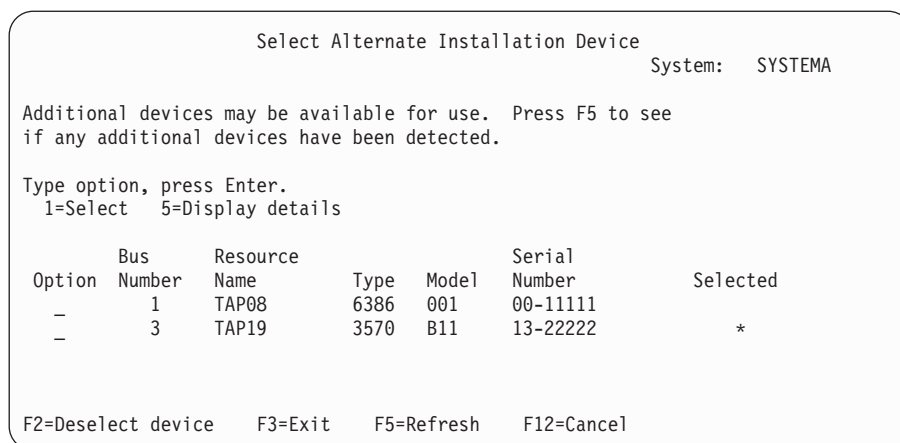 Select Alternate Installation Device
System: SYSTEMA
Additional devices may be available for use. Press F5 to see
if any additional devices have been detected.
Type option, press Enter.
1=Select 5=Display details
Bus Resource Serial
Option Number Name Type Model Number Selected
_ 1 TAP08 6386 001 00-11111
_ 3 TAP19 3570 B11 13-22222 *
F2=Deselect device F3=Exit F5=Refresh F12=Cancel